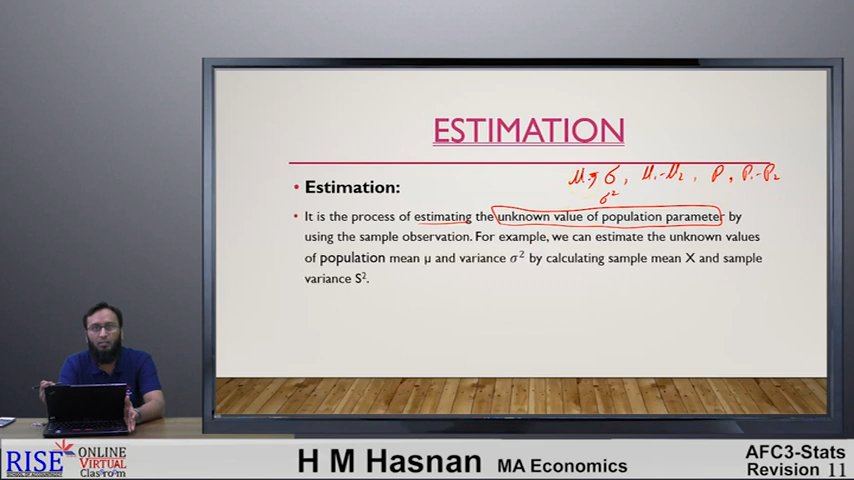 ESTIMATION
• Estimation:
μ, σ, μ₁-μ₂, P, P₁-P₂
σ²
• It is the process of estimating the unknown value of population parameter by
using the sample observation. For example, we can estimate the unknown values
of population mean μ and variance σ² by calculating sample mean X and sample
variance S².
RISE
SCHOOL OF ACCOUNTANCY
ONLINE
VIRTUAL
Classroom
H M Hasnan MA Economics
AFC3-Stats
Revision 11